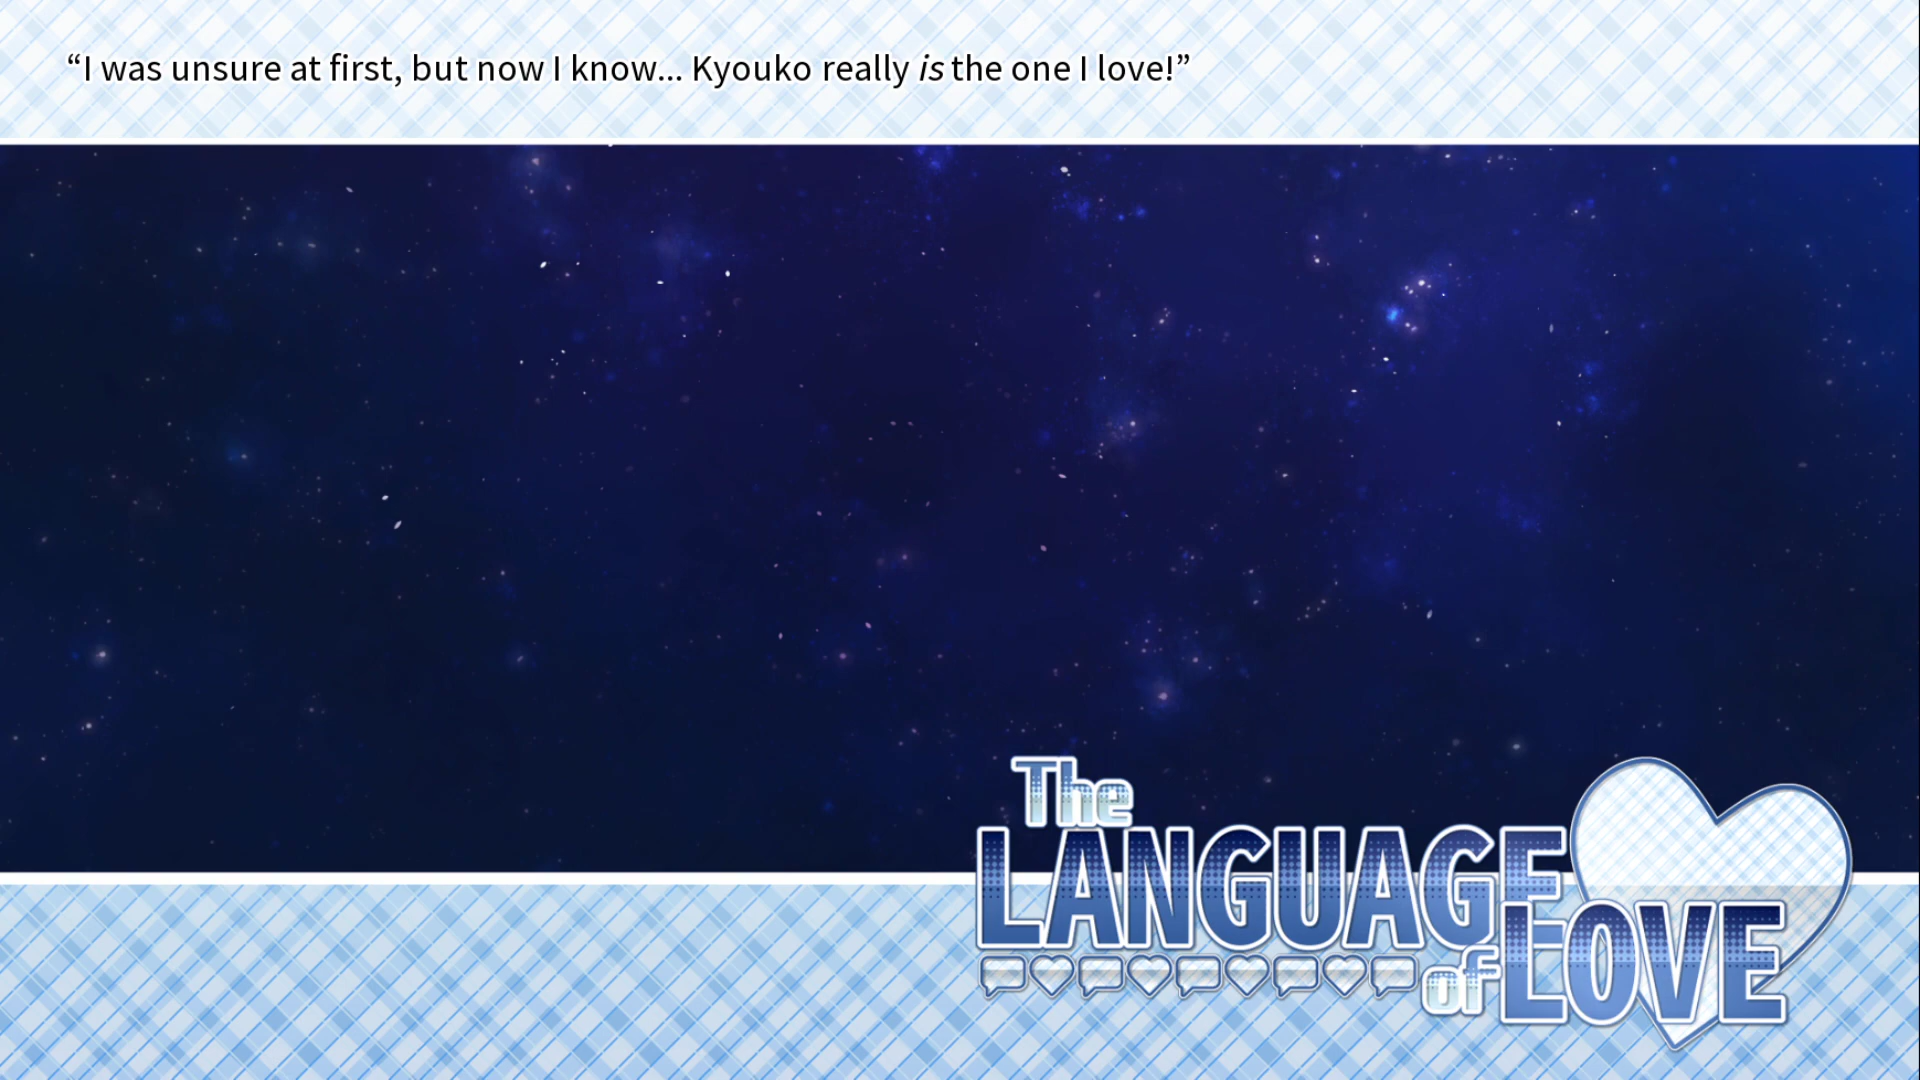 “I was unsure at first, but now I know... Kyouko really is the one I love!”
The
LANGUAGE
of LOVE